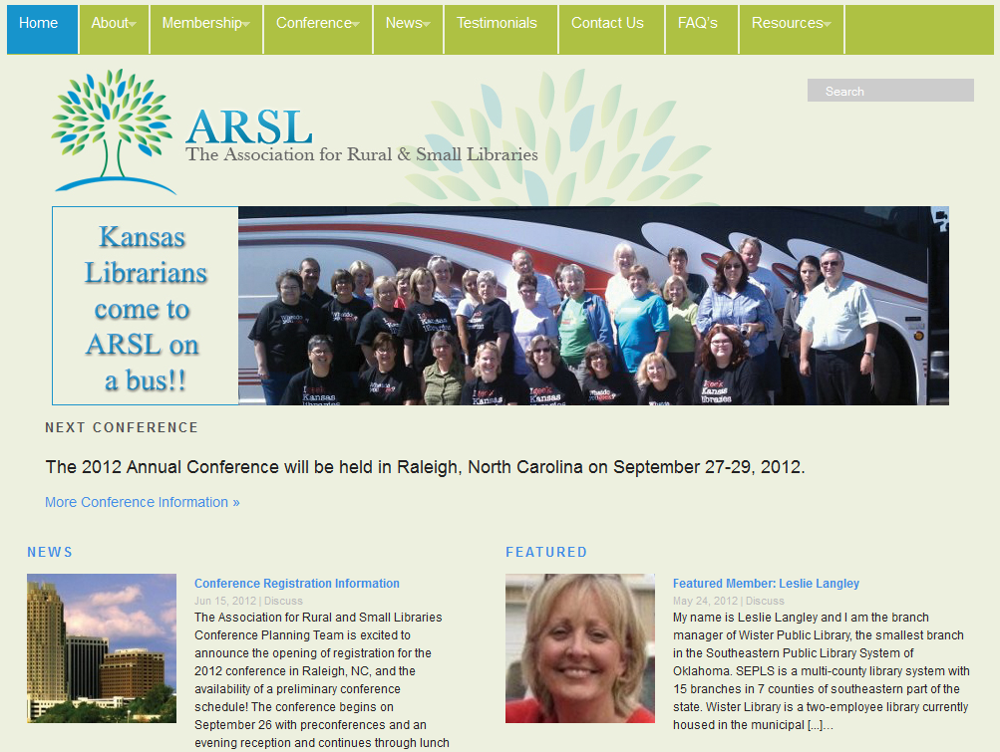 Home About Membership Conference News Testimonials Contact Us FAQ's Resources
Search
ARSL
The Association for Rural & Small Libraries
Kansas
Librarians
come to
ARSL on
a bus!!
NEXT CONFERENCE
The 2012 Annual Conference will be held in Raleigh, North Carolina on September 27-29, 2012.
More Conference Information »
NEWS
Conference Registration Information
Jun 15, 2012 | Discuss
The Association for Rural and Small Libraries
Conference Planning Team is excited to
announce the opening of registration for the
2012 conference in Raleigh, NC, and the
availability of a preliminary conference
schedule! The conference begins on
September 26 with preconferences and an
evening reception and continues through lunch
FEATURED
Featured Member: Leslie Langley
May 24, 2012 | Discuss
My name is Leslie Langley and I am the branch
manager of Wister Public Library, the smallest branch
in the Southeastern Public Library System of
Oklahoma. SEPLS is a multi-county library system with
15 branches in 7 counties of southeastern part of the
state. Wister Library is a two-employee library currently
housed in the municipal [...]...